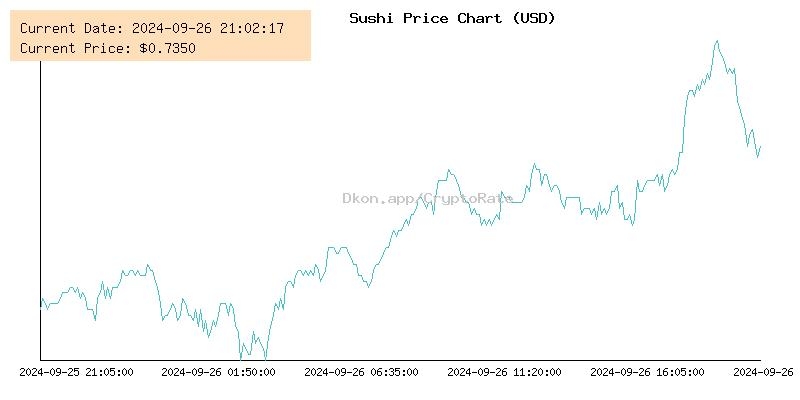 Sushi Price Chart (USD)
Current Date: 2024-09-26 21:02:17
Current Price: $0.7350
Dkon.app/CryptoRate
2024-09-25 21:05:00
2024-09-26 01:50:00
2024-09-26 06:35:00
2024-09-26 11:20:00
2024-09-26 16:05:00
2024-09-26